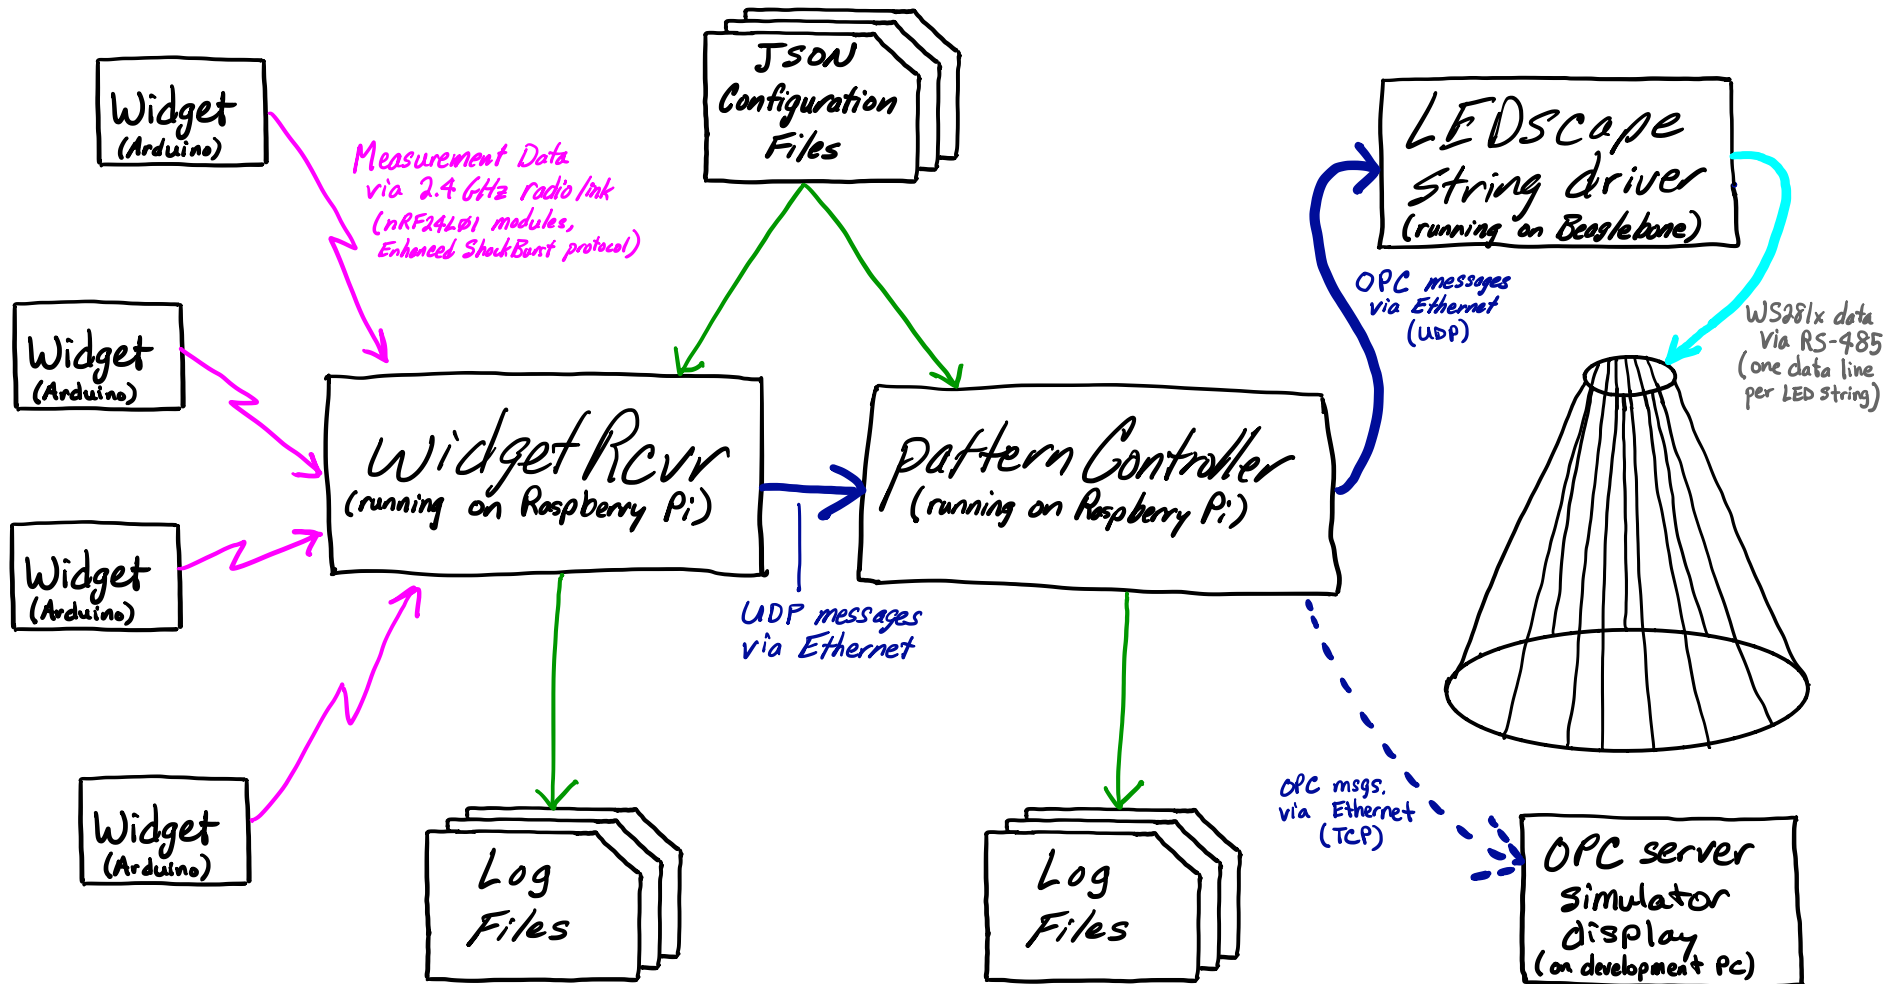 Widget
(Arduino)
Measurement Data
via 2.4 GHz radio link
(nRF24L01 modules,
Enhanced ShockBurst protocol)
JSON
Configuration
Files
LEDscape
string driver
(running on Beaglebone)
OPC messages
via Ethernet
(UDP)
WS281x data
via RS-485
(one data line
per LED string)
Widget
(Arduino)
widgetRcvr
(running on Raspberry Pi)
patternController
(running on Raspberry Pi)
Widget
(Arduino)
UDP messages
via Ethernet
Widget
(Arduino)
Log
Files
Log
Files
OPC msgs.
via Ethernet
(TCP)
OPC server
simulator
display
(on development PC)